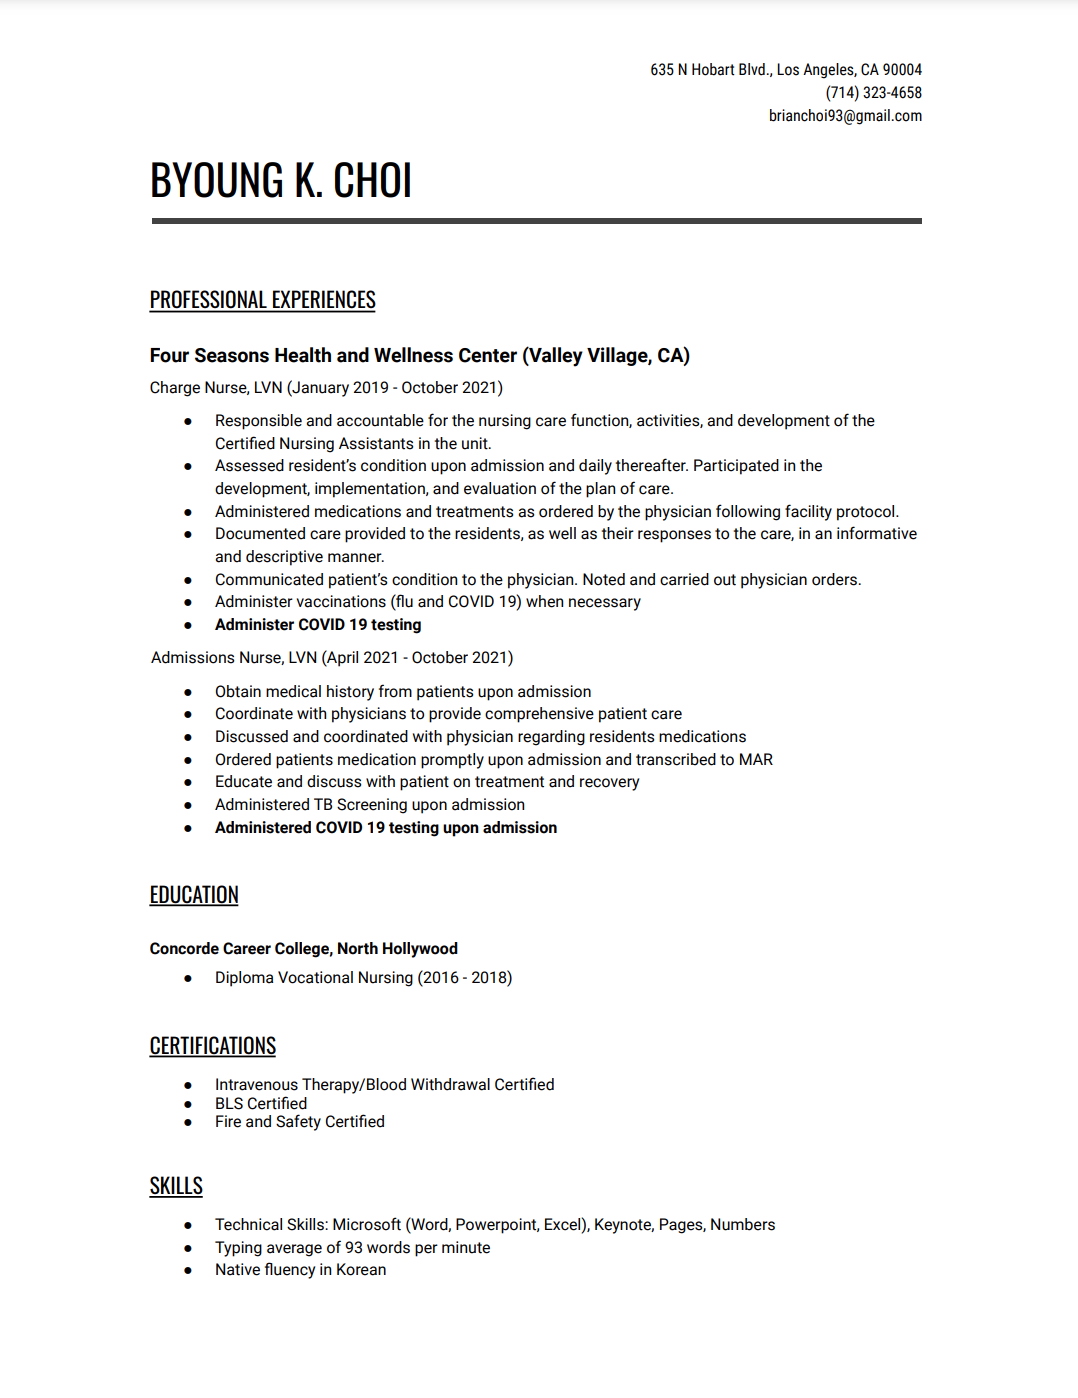 635 N Hobart Blvd., Los Angeles, CA 90004
(714) 323-4658
brianchoi93@gmail.com
BYOUNG K. CHOI
PROFESSIONAL EXPERIENCES
Four Seasons Health and Wellness Center (Valley Village, CA)
Charge Nurse, LVN (January 2019 - October 2021)
● Responsible and accountable for the nursing care function, activities, and development of the
Certified Nursing Assistants in the unit.
● Assessed resident’s condition upon admission and daily thereafter. Participated in the
development, implementation, and evaluation of the plan of care.
● Administered medications and treatments as ordered by the physician following facility protocol.
● Documented care provided to the residents, as well as their responses to the care, in an informative
and descriptive manner.
● Communicated patient’s condition to the physician. Noted and carried out physician orders.
● Administer vaccinations (flu and COVID 19) when necessary
● Administer COVID 19 testing
Admissions Nurse, LVN (April 2021 - October 2021)
● Obtain medical history from patients upon admission
● Coordinate with physicians to provide comprehensive patient care
● Discussed and coordinated with physician regarding residents medications
● Ordered patients medication promptly upon admission and transcribed to MAR
● Educate and discuss with patient on treatment and recovery
● Administered TB Screening upon admission
● Administered COVID 19 testing upon admission
EDUCATION
Concorde Career College, North Hollywood
● Diploma Vocational Nursing (2016 - 2018)
CERTIFICATIONS
● Intravenous Therapy/Blood Withdrawal Certified
● BLS Certified
● Fire and Safety Certified
SKILLS
● Technical Skills: Microsoft (Word, Powerpoint, Excel), Keynote, Pages, Numbers
● Typing average of 93 words per minute
● Native fluency in Korean